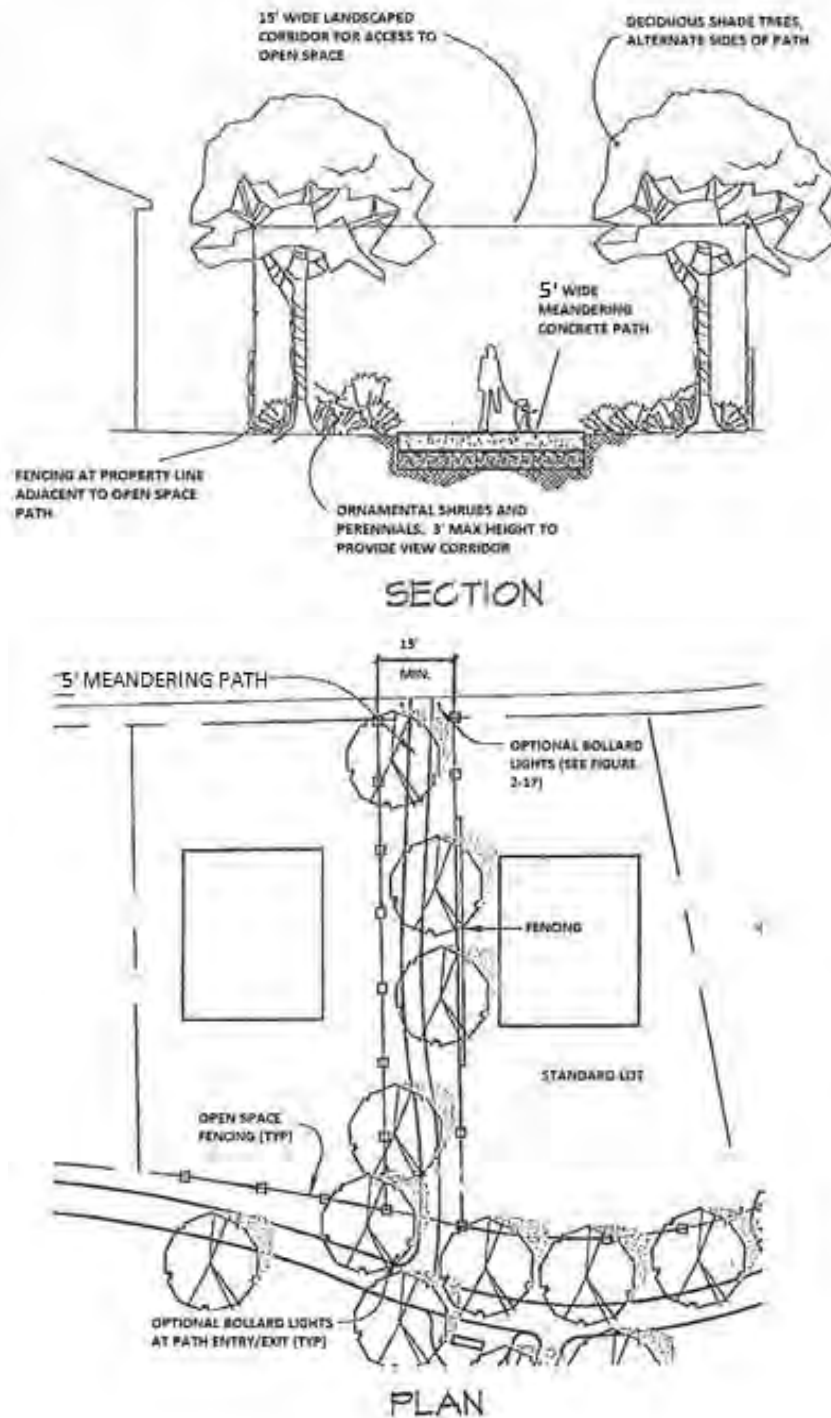 15' WIDE LANDSCAPED
CORRIDOR FOR ACCESS TO
OPEN SPACE
DECIDUOUS SHADE TREES,
ALTERNATE SIDES OF PATH
5' WIDE
MEANDERING
CONCRETE PATH
FENCING AT PROPERTY LINE
ADJACENT TO OPEN SPACE
PATH
ORNAMENTAL SHRUBS AND
PERENNIALS. 3' MAX HEIGHT TO
PROVIDE VIEW CORRIDOR
SECTION
15'
MIN.
5' MEANDERING PATH
OPTIONAL BOLLARD
LIGHTS (SEE FIGURE
2-17)
FENCING
STANDARD LOT
OPEN SPACE
FENCING (TYP)
OPTIONAL BOLLARD LIGHTS
AT PATH ENTRY/EXIT (TYP)
PLAN